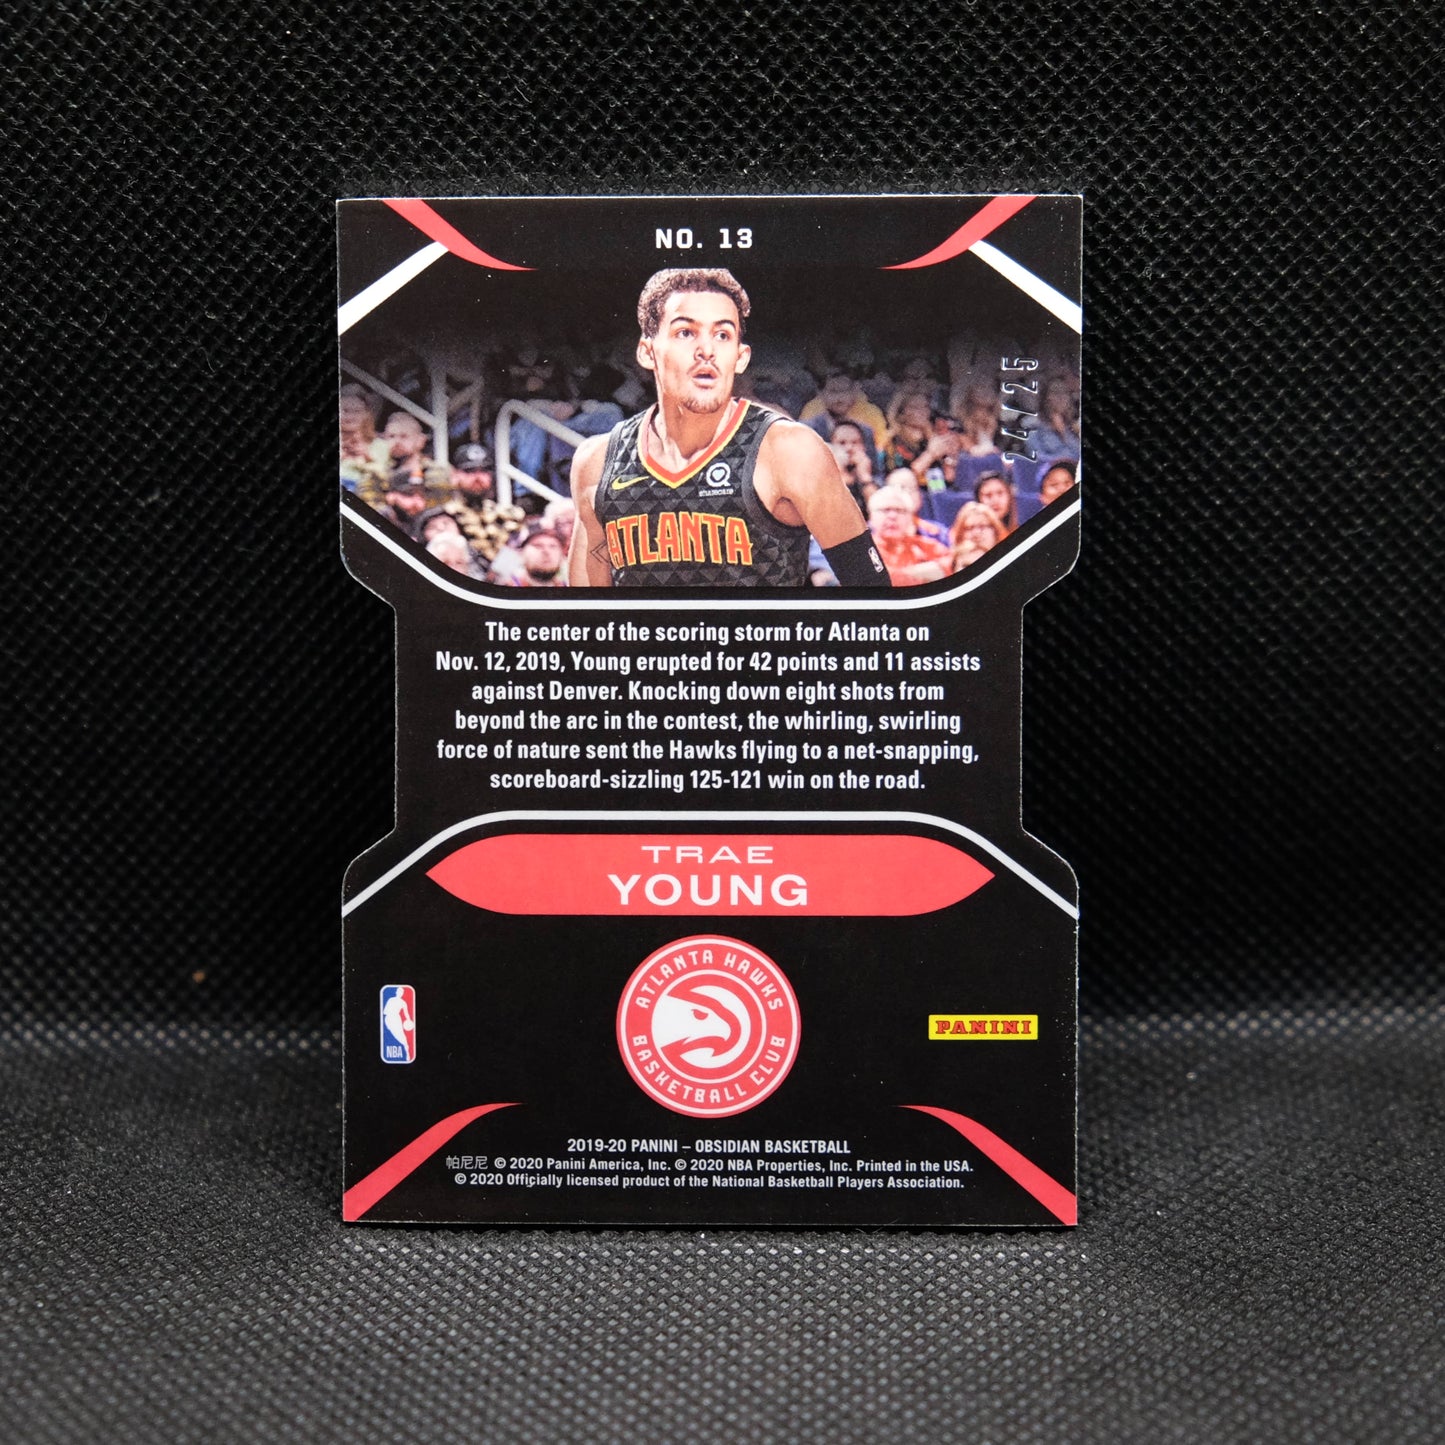 NO. 13
24/25
ATLANTA
The center of the scoring storm for Atlanta on
Nov. 12, 2019, Young erupted for 42 points and 11 assists
against Denver. Knocking down eight shots from
beyond the arc in the contest, the whirling, swirling
force of nature sent the Hawks flying to a net-snapping,
scoreboard-sizzling 125-121 win on the road.
TRAE
YOUNG
ATLANTA HAWKS
BASKETBALL CLUB
NBA
PANINI
2019-20 PANINI – OBSIDIAN BASKETBALL
帕尼尼 © 2020 Panini America, Inc. © 2020 NBA Properties, Inc. Printed in the USA.
© 2020 Officially licensed product of the National Basketball Players Association.